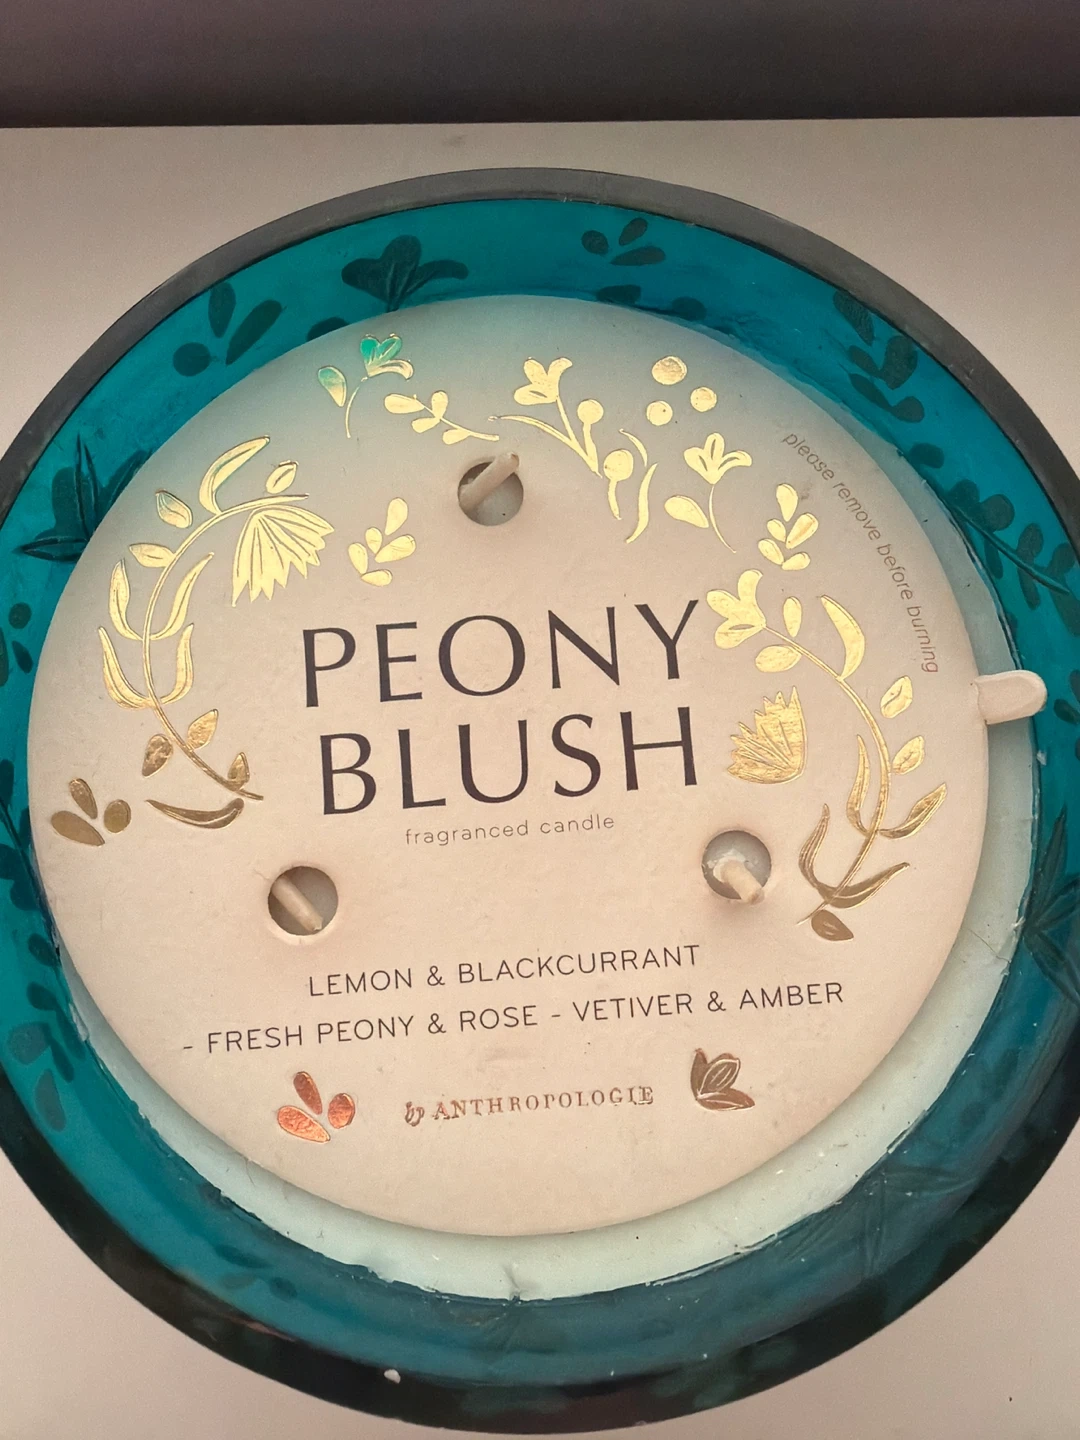 please remove before burning
PEONY
BLUSH
fragranced candle
LEMON & BLACKCURRANT
- FRESH PEONY & ROSE - VETIVER & AMBER
by ANTHROPOLOGIE